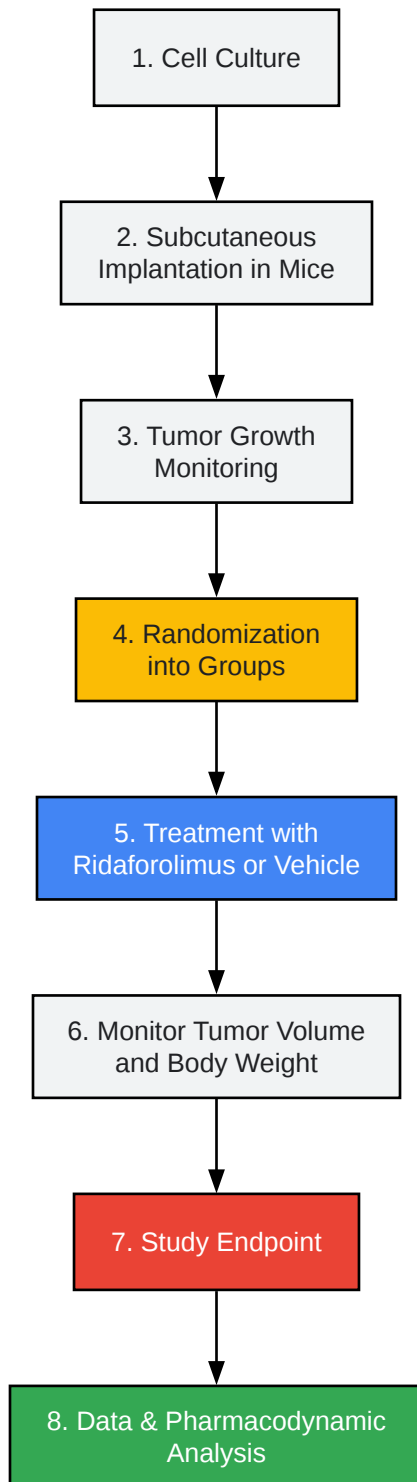 1. Cell Culture
2. Subcutaneous
Implantation in Mice
3. Tumor Growth
Monitoring
4. Randomization
into Groups
5. Treatment with
Ridaforolimus or Vehicle
6. Monitor Tumor Volume
and Body Weight
7. Study Endpoint
8. Data & Pharmacodynamic
Analysis